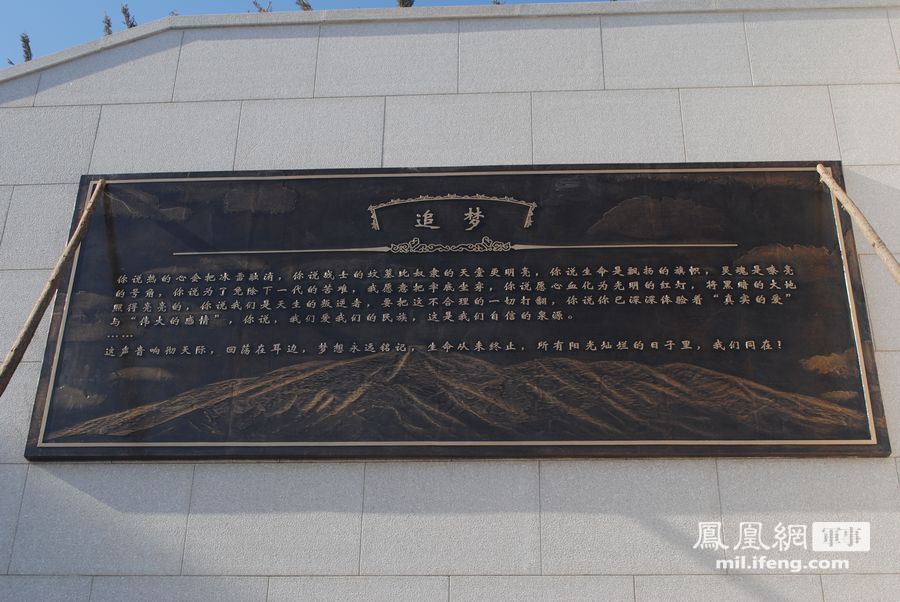 追梦
你说热的心会把冰雪融消，你说战士的坟墓比奴隶的天堂更明亮，你说生命是飘扬的旗帜，灵魂是嘹亮
的号角，你说为了免除下一代的苦难，我愿意把牢底坐穿，你说愿心血化为光明的红灯，将黑暗的大地
照得亮亮的，你说我们是天生的叛逆者，要把这不合理的一切打翻，你说你已深深体验着“真实的爱”
与“伟大的感情”，你说，我们爱我们的民族，这是我们自信的泉源。
……
这声音响彻天际，回荡在耳边，梦想永远铭记，生命从未终止，所有阳光灿烂的日子里，我们同在！
鳳凰網 軍事
mil.ifeng.com